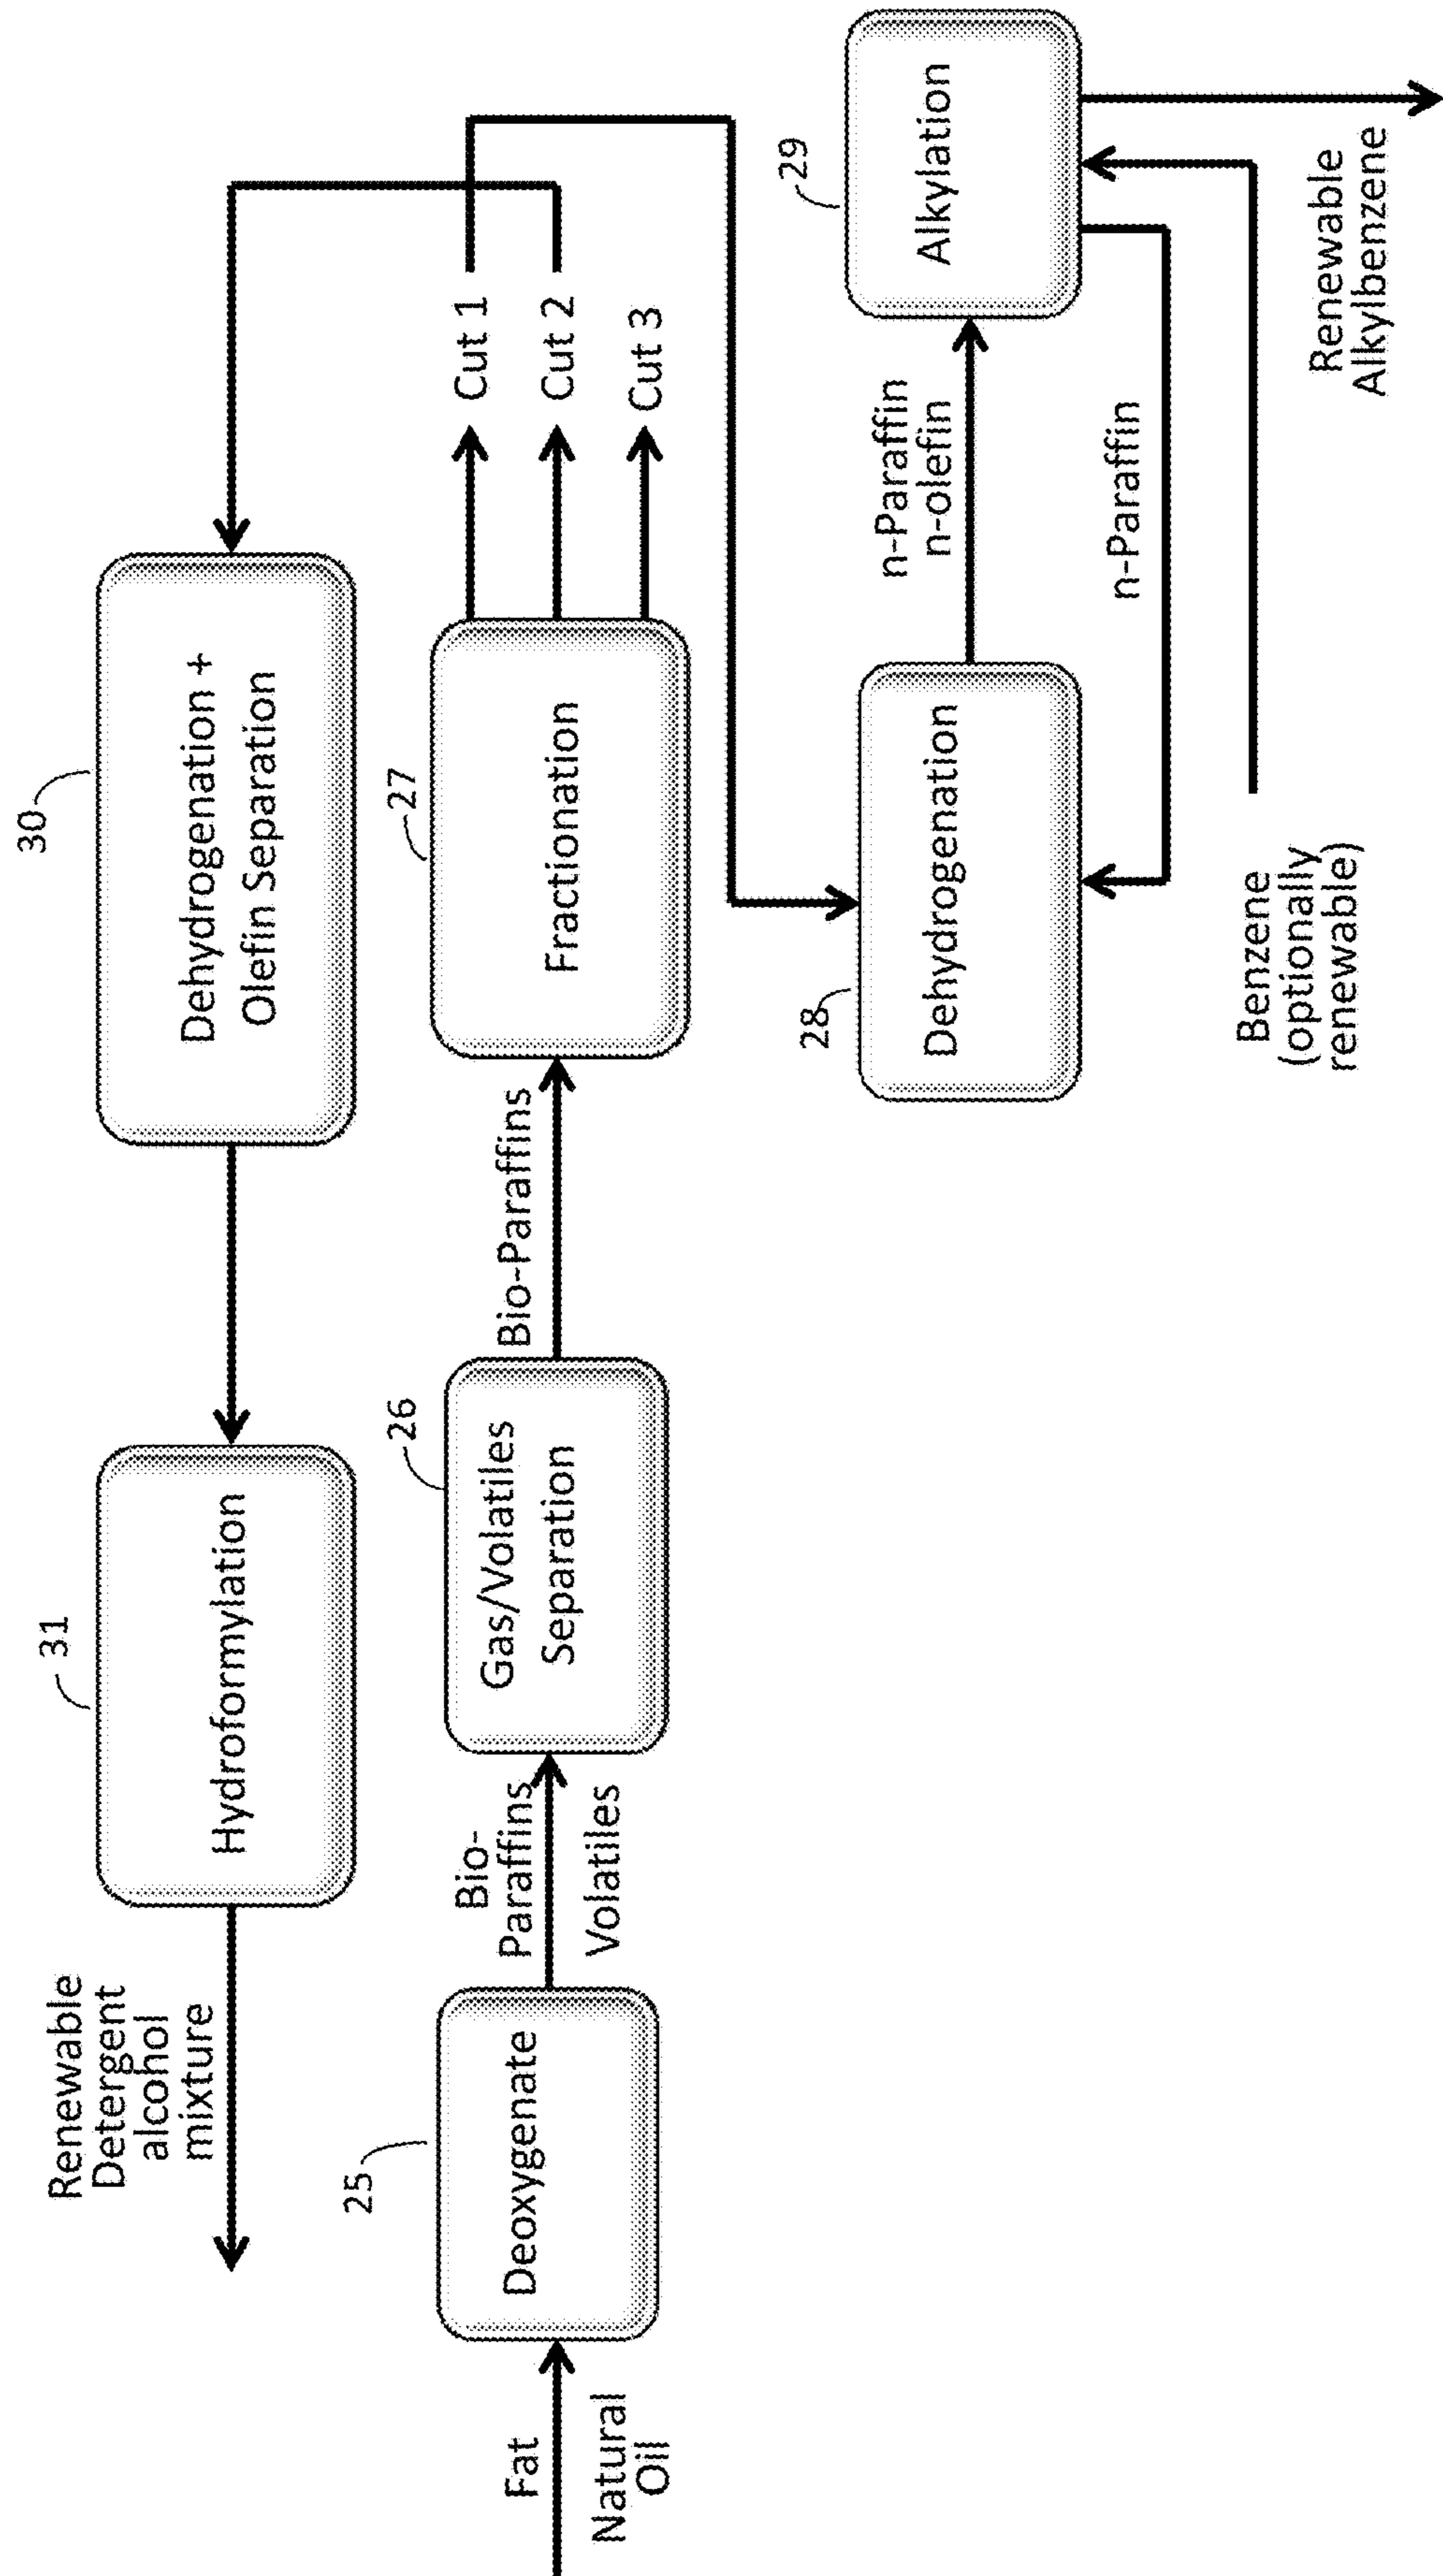 Renewable
Detergent
alcohol
mixture
31
Hydroformylation
30
Dehydrogenation +
Olefin Separation
Fat
Natural
Oil
25
Deoxygenate
Bio-
Paraffins
Volatiles
26
Gas/Volatiles
Separation
Bio-Paraffins
27
Fractionation
Cut 1
Cut 2
Cut 3
28
Dehydrogenation
n-Paraffin
n-olefin
29
Alkylation
n-Paraffin
Benzene
(optionally
renewable)
Renewable
Alkylbenzene